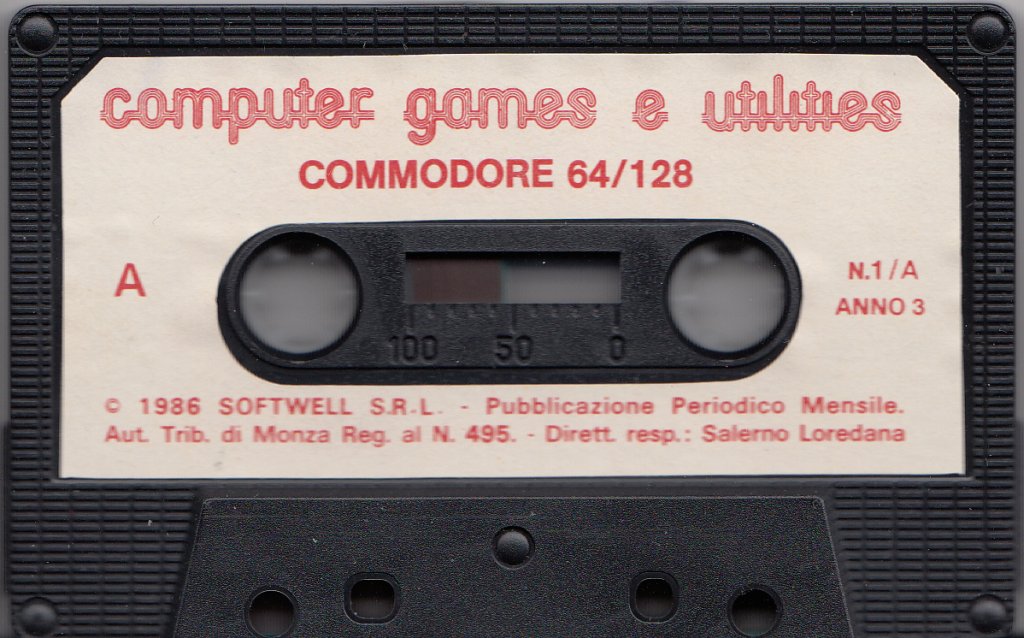 computer games e utilities
COMMODORE 64/128
A
N.1/A
ANNO 3
100 50 0
© 1986 SOFTWELL S.R.L. - Pubblicazione Periodico Mensile.
Aut. Trib. di Monza Reg. al N. 495. - Dirett. resp.: Salerno Loredana